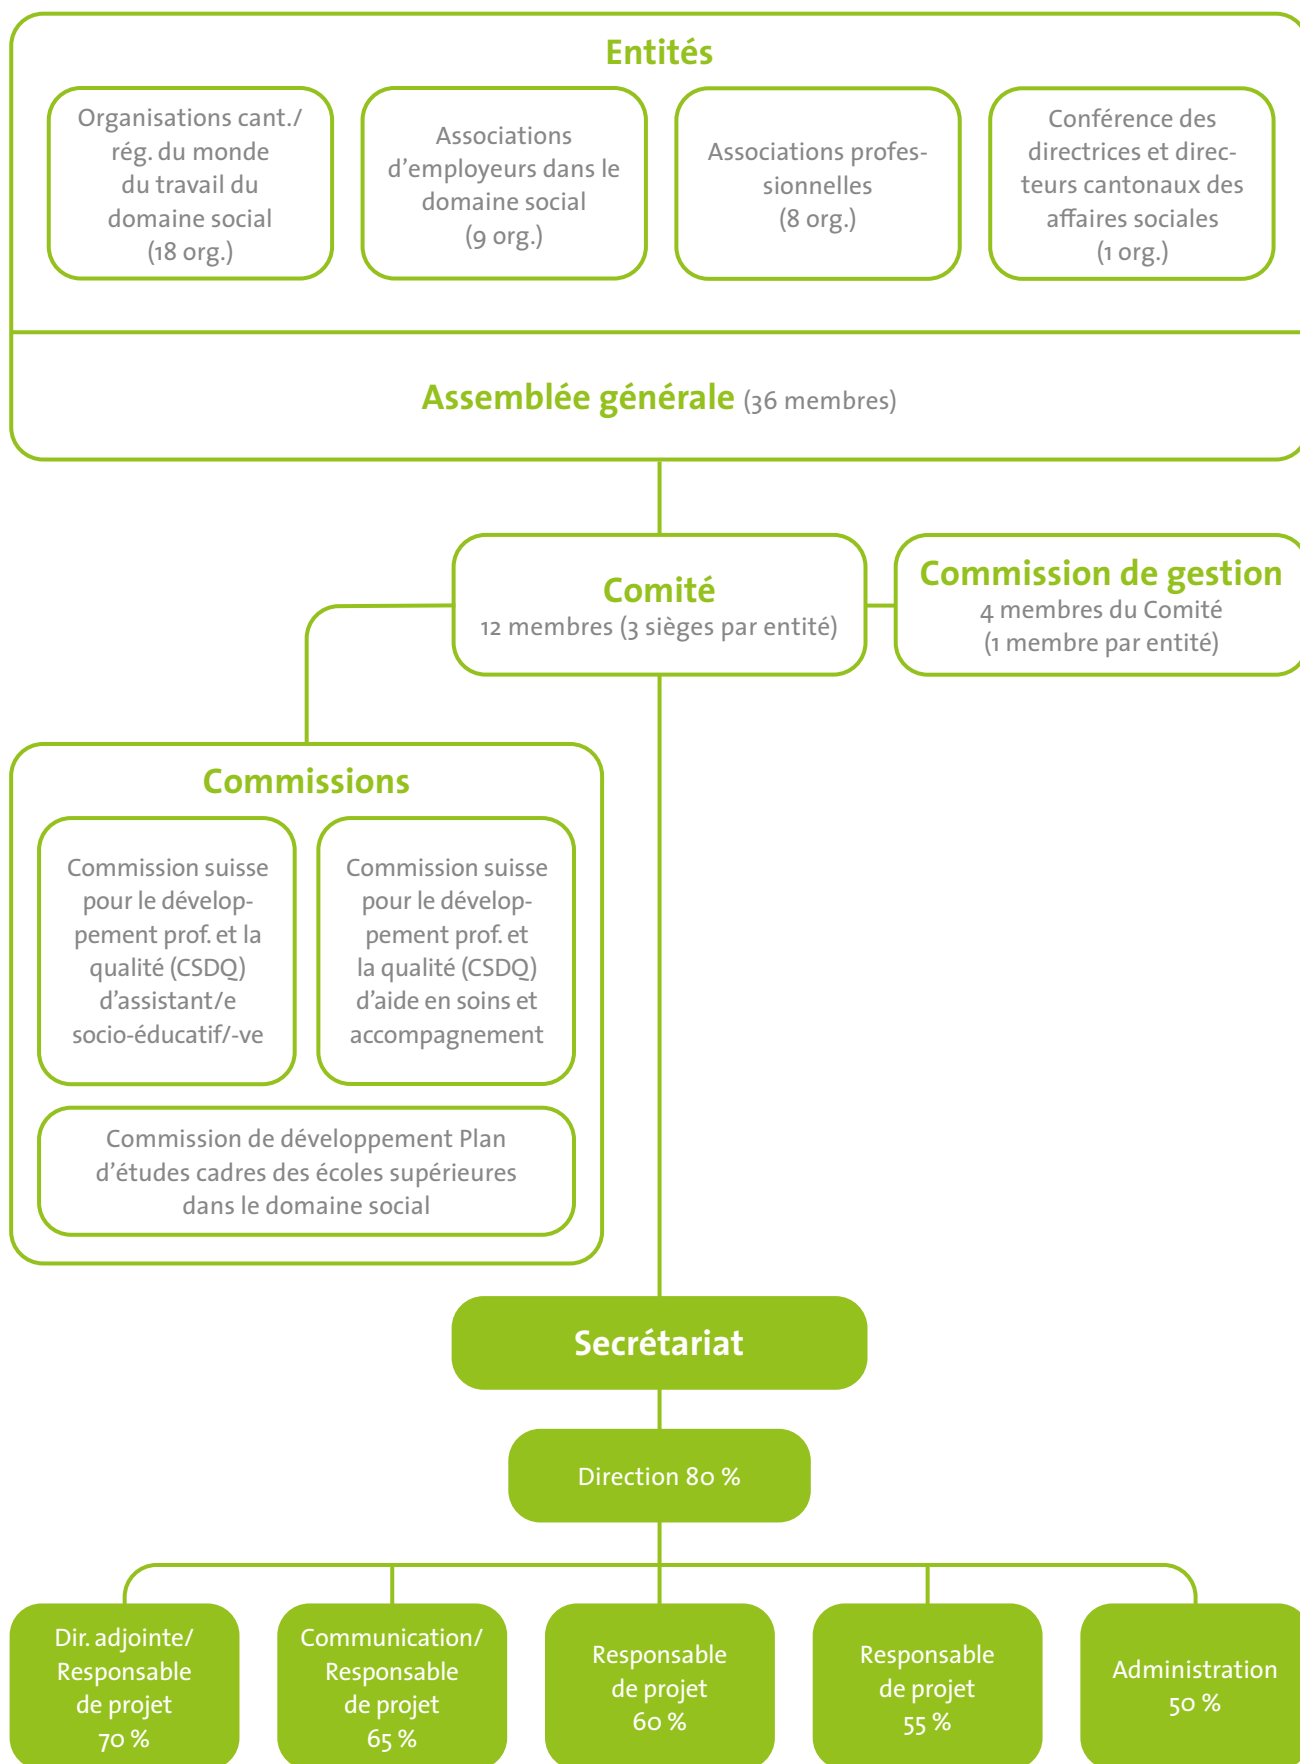 Entités
Organisations cant./
rég. du monde
du travail du
domaine social
(18 org.)
Associations
d’employeurs dans le
domaine social
(9 org.)
Associations profes-
sionnelles
(8 org.)
Conférence des
directrices et direc-
teurs cantonaux des
affaires sociales
(1 org.)
Assemblée générale (36 membres)
Comité
12 membres (3 sièges par entité)
Commission de gestion
4 membres du Comité
(1 membre par entité)
Commissions
Commission suisse
pour le dévelop-
pement prof. et la
qualité (CSDQ)
d’assistant/e
socio-éducatif/-ve
Commission suisse
pour le dévelop-
pement prof. et
la qualité (CSDQ)
d’aide en soins et
accompagnement
Commission de développement Plan
d’études cadres des écoles supérieures
dans le domaine social
Secrétariat
Direction 80 %
Dir. adjointe/
Responsable
de projet
70 %
Communication/
Responsable
de projet
65 %
Responsable
de projet
60 %
Responsable
de projet
55 %
Administration
50 %